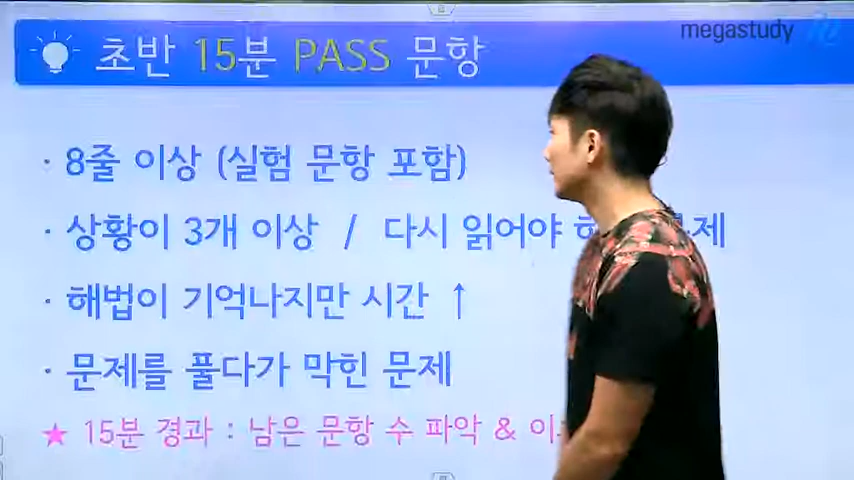 megastudy
초반 15분 PASS 문항
· 8줄 이상 (실험 문항 포함)
· 상황이 3개 이상 / 다시 읽어야
· 해법이 기억나지만 시간 ↑
· 문제를 풀다가 막힌 문제
★ 15분 경과 : 남은 문항 수 파악 &